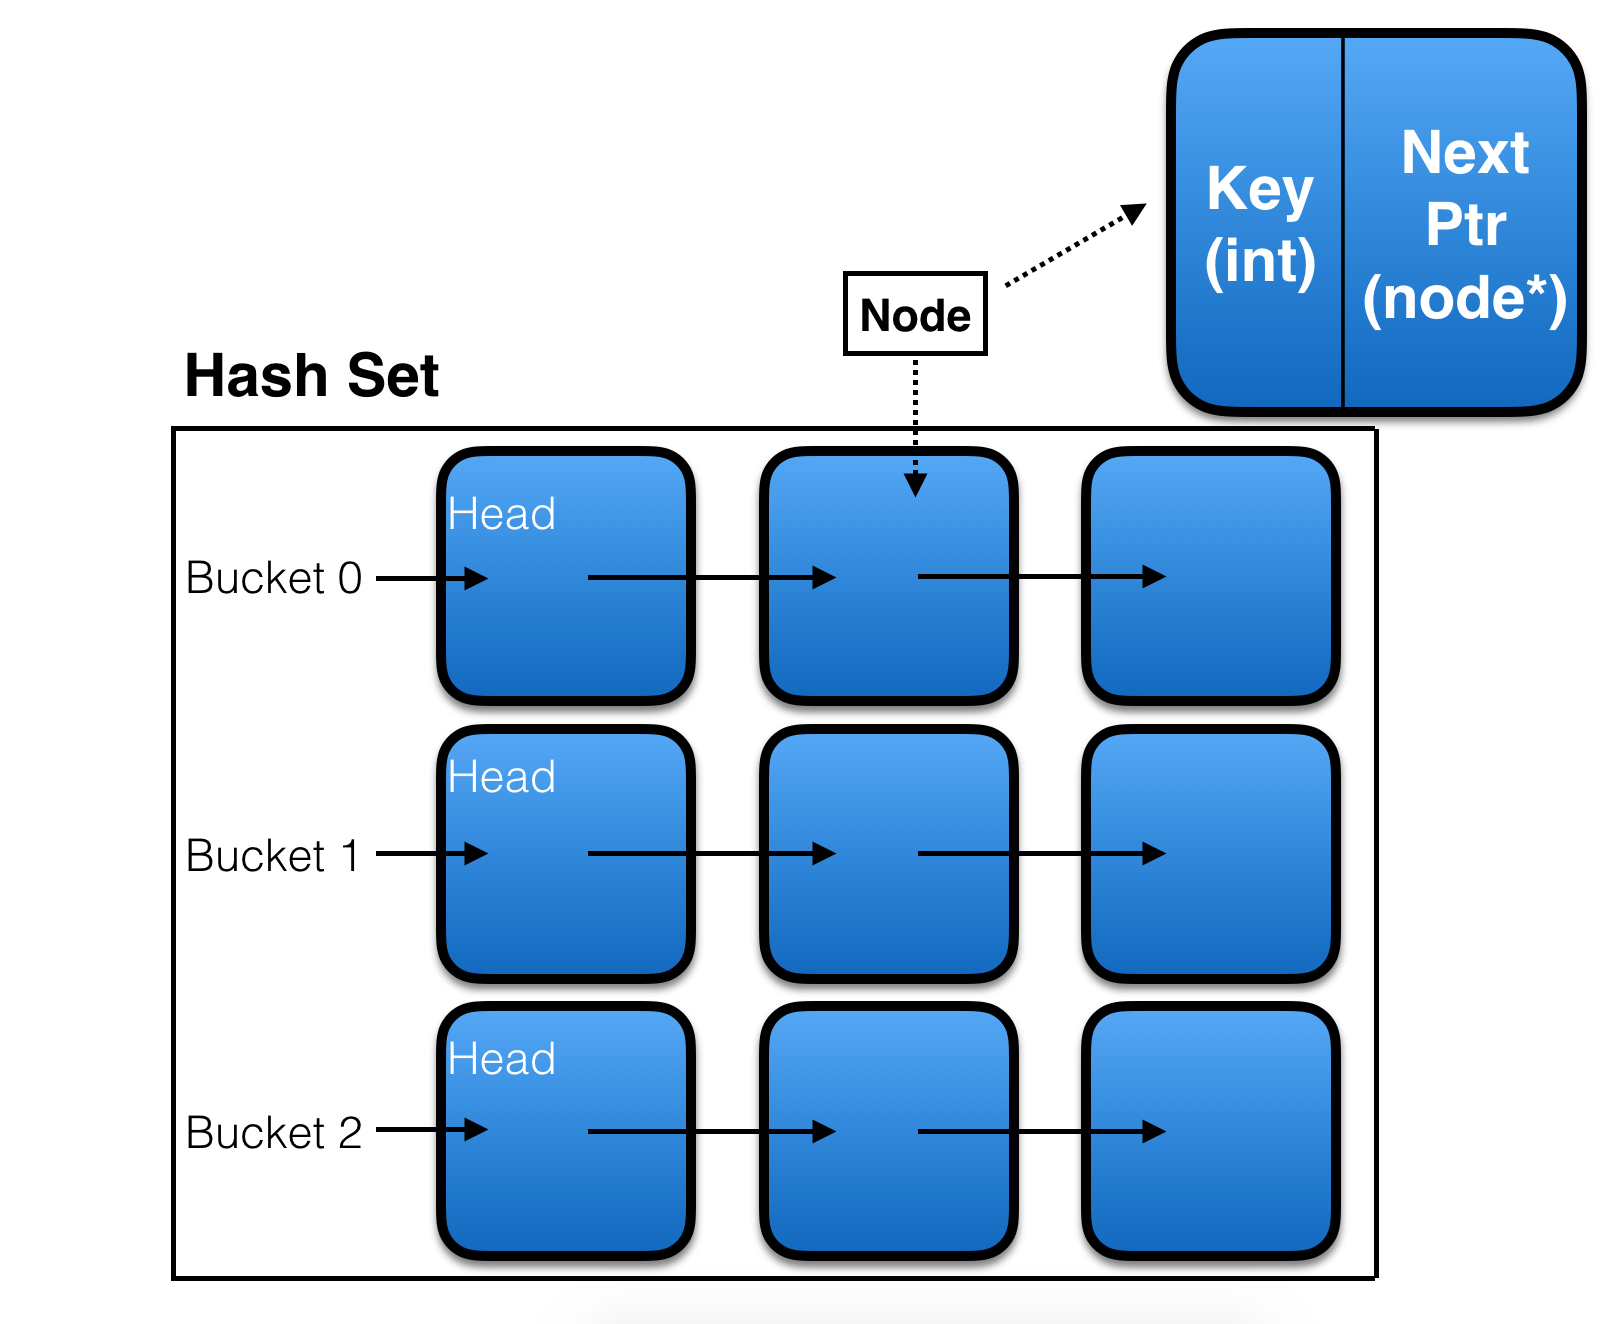 Key
(int)
Next
Ptr
(node*)
Node
Hash Set
Head
Bucket 0
Head
Bucket 1
Head
Bucket 2